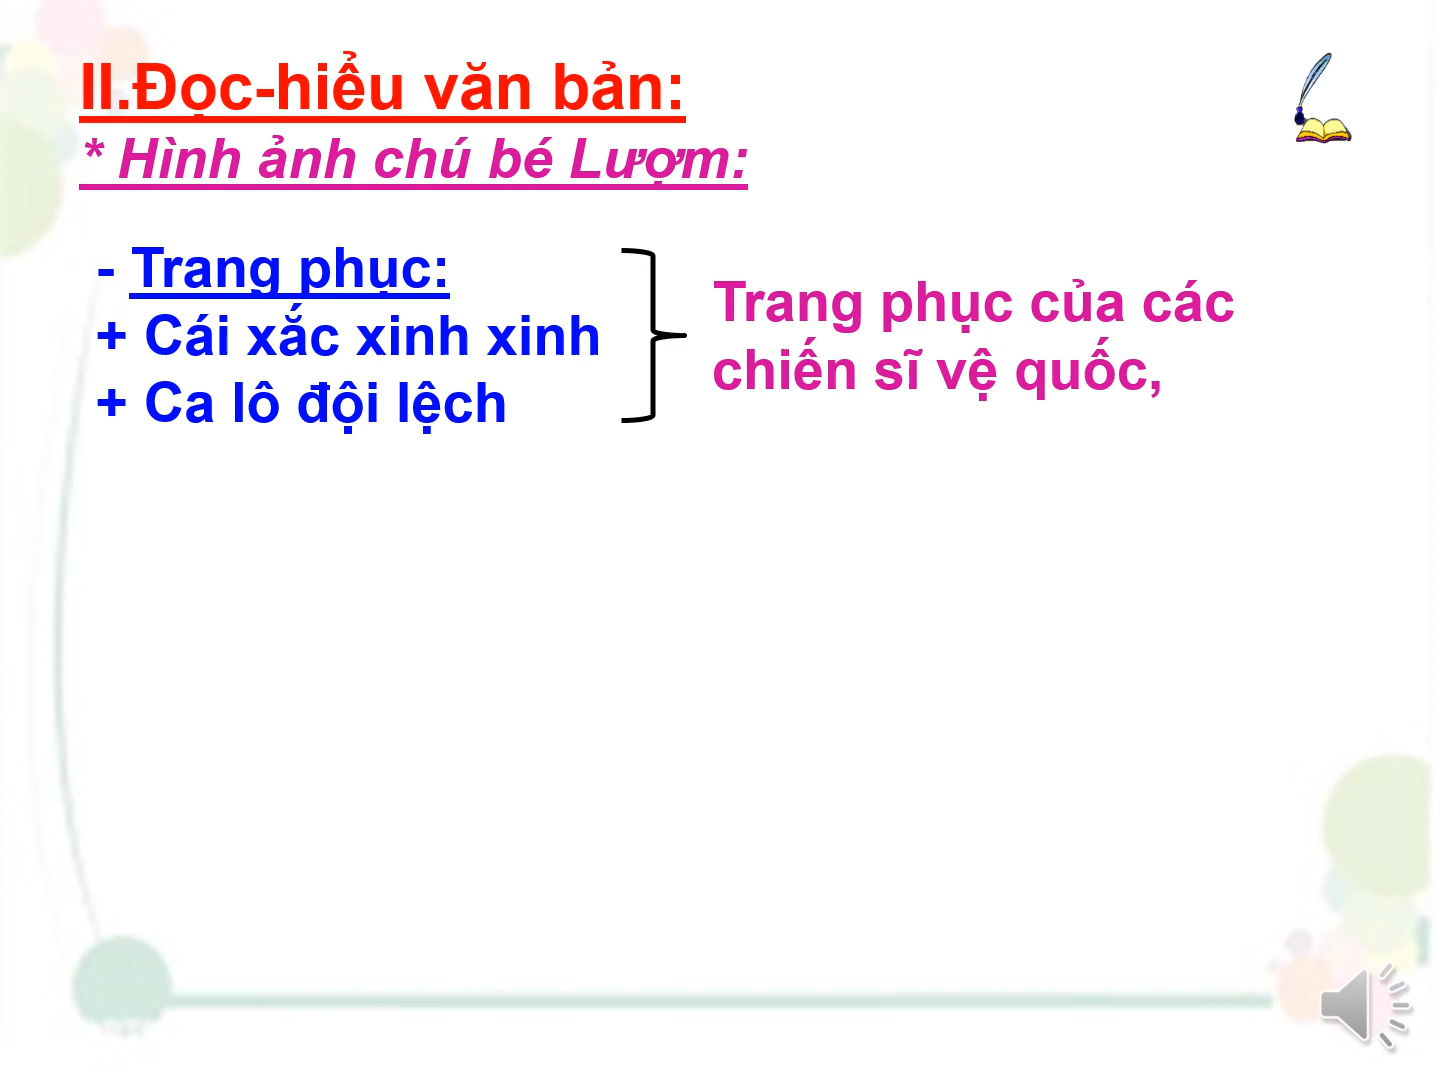 II.Đọc-hiểu văn bản:
* Hình ảnh chú bé Lượm:
- Trang phục:
+ Cái xắc xinh xinh
+ Ca lô đội lệch
Trang phục của các
chiến sĩ vệ quốc,